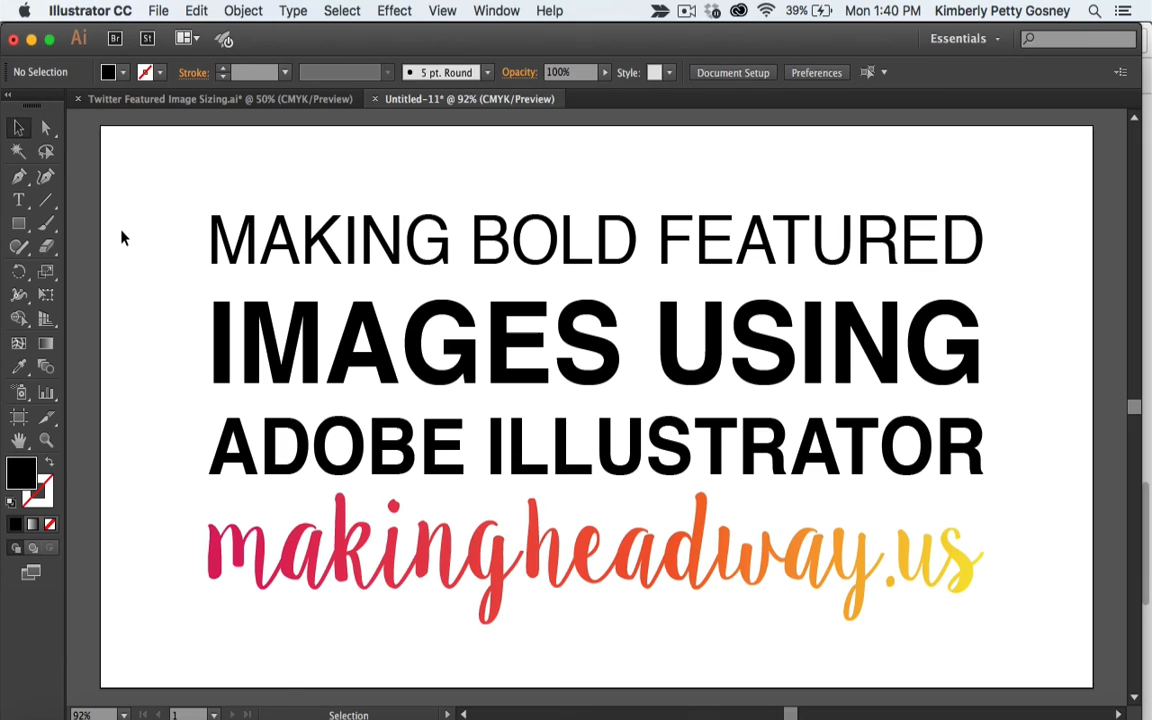 Illustrator CC File Edit Object Type Select Effect View Window Help 39% Mon 1:40 PM Kimberly Petty Gosney
Ai Br St Essentials
No Selection Stroke: 5 pt. Round Opacity: 100% Style: Document Setup Preferences
× Twitter Featured Image Sizing.ai* @ 50% (CMYK/Preview) × Untitled-11* @ 92% (CMYK/Preview)
MAKING BOLD FEATURED
IMAGES USING
ADOBE ILLUSTRATOR
makingheadway.us
92% 1 Selection